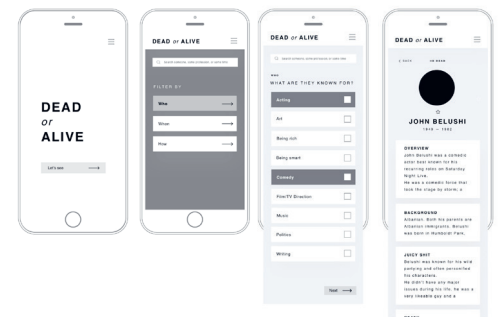 DEAD
or
ALIVE
Let's see
DEAD or ALIVE
FILTER BY
Who
When
How
DEAD or ALIVE
WHAT ARE THEY KNOWN FOR?
Acting
Art
Being rich
Being smart
Comedy
Film/TV Direction
Music
Politics
Writing
Next
DEAD or ALIVE
JOHN BELUSHI
1949 – 1982
OVERVIEW
John Belushi was a comedic
actor best known for his
recurring roles on Saturday
Night Live.
He was a comedic force that
took the stage by storm; a
BACKGROUND
Albanian. Both his parents are
Albanian immigrants. Belushi
was born in Humboldt Park,
JUICY SHIT
Belushi was known for his wild
partying and often personified
his characters.
He didn't have any major
issues during his life, he was a
very likeable guy and a